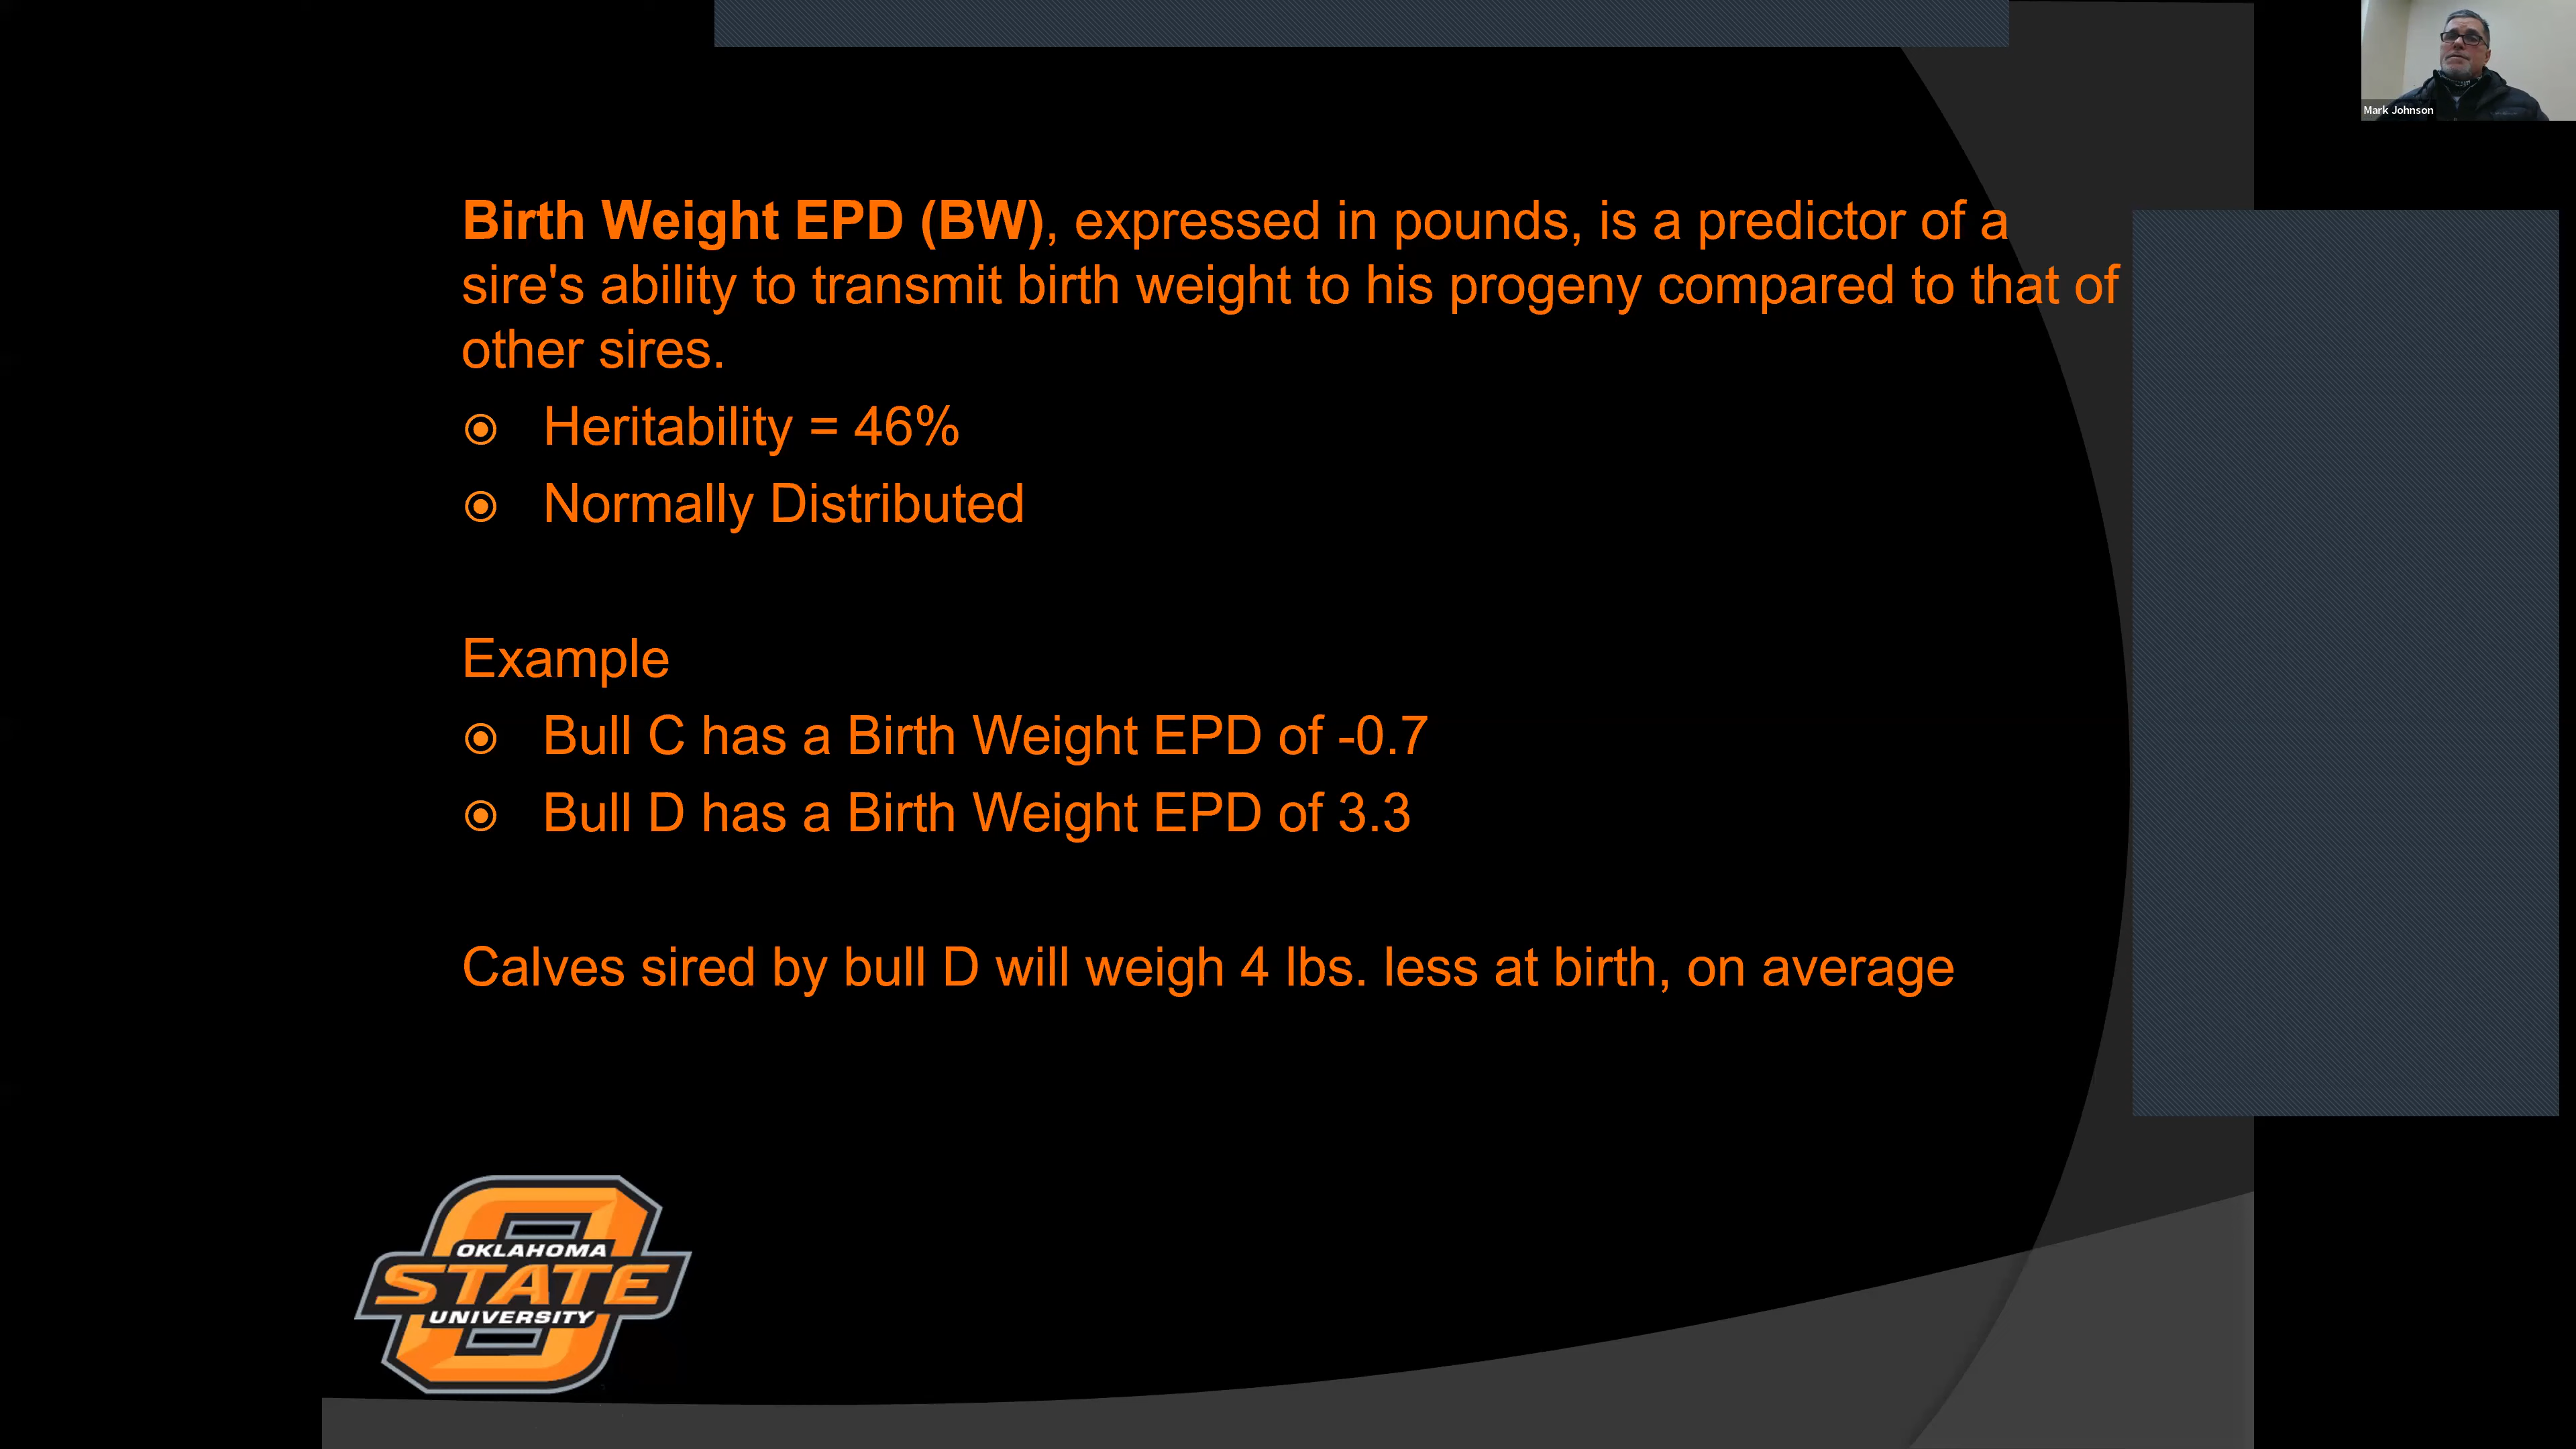 Mark Johnson
Birth Weight EPD (BW), expressed in pounds, is a predictor of a
sire's ability to transmit birth weight to his progeny compared to that of
other sires.
Heritability = 46%
Normally Distributed
Example
Bull C has a Birth Weight EPD of -0.7
Bull D has a Birth Weight EPD of 3.3
Calves sired by bull D will weigh 4 lbs. less at birth, on average
OKLAHOMA
STATE
UNIVERSITY